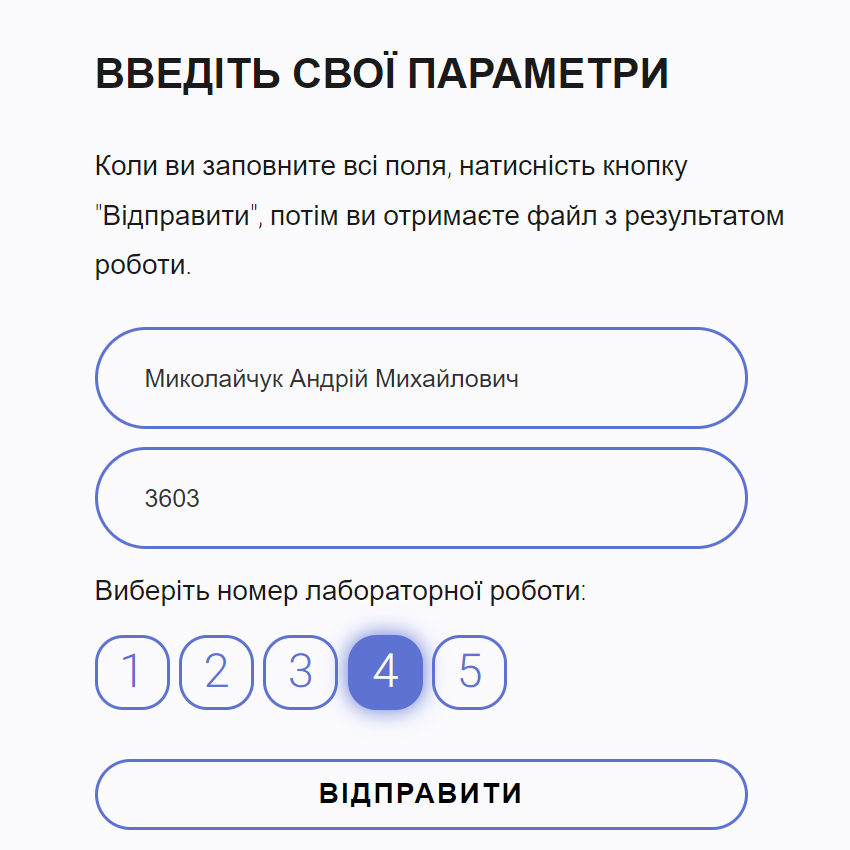 ВВЕДІТЬ СВОЇ ПАРАМЕТРИ
Коли ви заповните всі поля, натисність кнопку
"Відправити", потім ви отримаєте файл з результатом
роботи.
Миколайчук Андрій Михайлович
3603
Виберіть номер лабораторної роботи:
1 2 3 4 5
ВІДПРАВИТИ